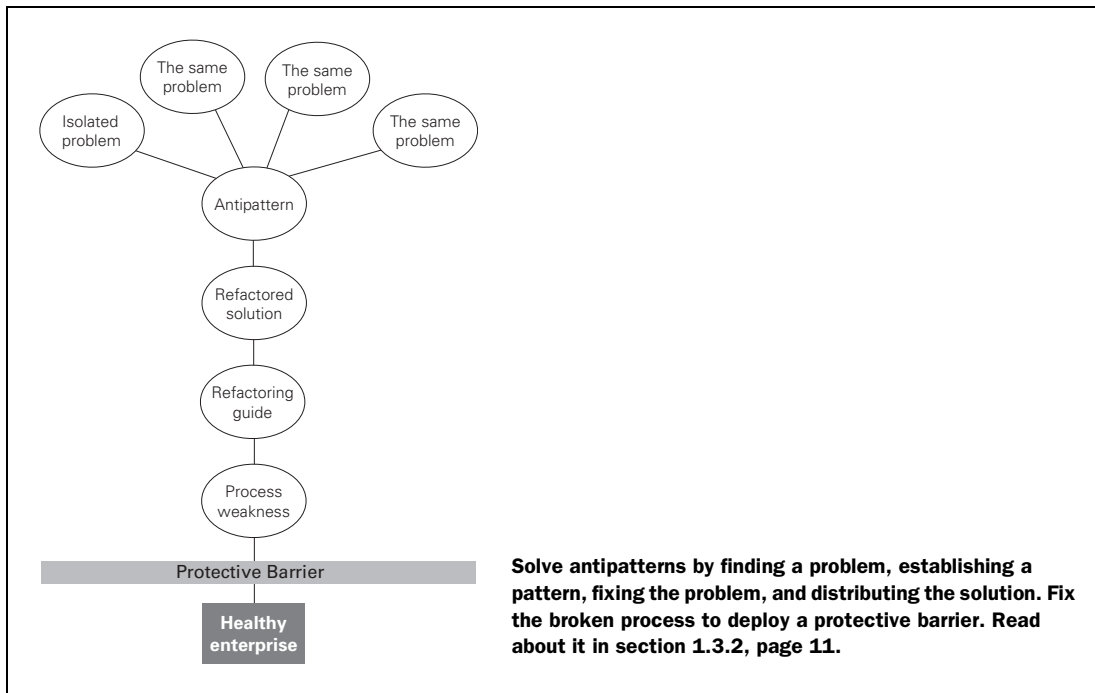 The same
problem
The same
problem
Isolated
problem
The same
problem
Antipattern
Refactored
solution
Refactoring
guide
Process
weakness
Protective Barrier
Healthy
enterprise
Solve antipatterns by finding a problem, establishing a
pattern, fixing the problem, and distributing the solution. Fix
the broken process to deploy a protective barrier. Read
about it in section 1.3.2, page 11.